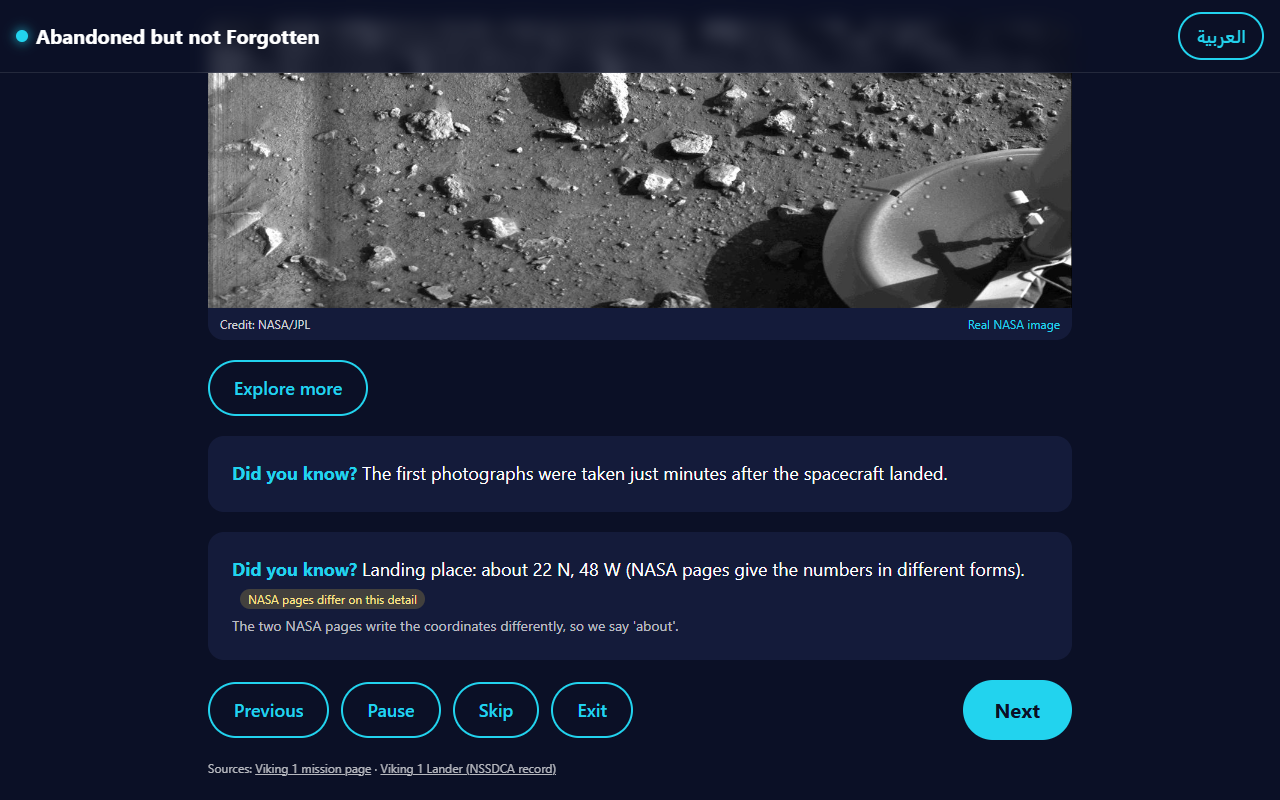 Abandoned but not Forgotten
العربية
Credit: NASA/JPL
Real NASA image
Explore more
Did you know? The first photographs were taken just minutes after the spacecraft landed.
Did you know? Landing place: about 22 N, 48 W (NASA pages give the numbers in different forms).
NASA pages differ on this detail
The two NASA pages write the coordinates differently, so we say 'about'.
Previous
Pause
Skip
Exit
Next
Sources: Viking 1 mission page · Viking 1 Lander (NSSDCA record)